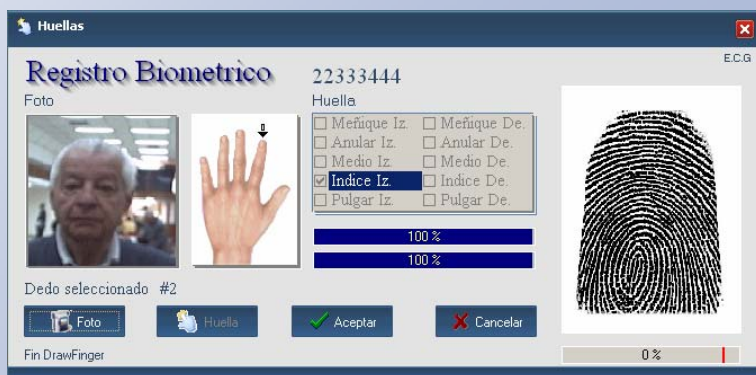 Huellas
E.C.G
Registro Biometrico
22333444
Foto
Huella
Meñique Iz. Meñique De.
Anular Iz. Anular De.
Medio Iz. Medio De.
Indice Iz. Indice De.
Pulgar Iz. Pulgar De.
100 %
100 %
Dedo seleccionado #2
Foto Huella Aceptar Cancelar
Fin DrawFinger
0 %